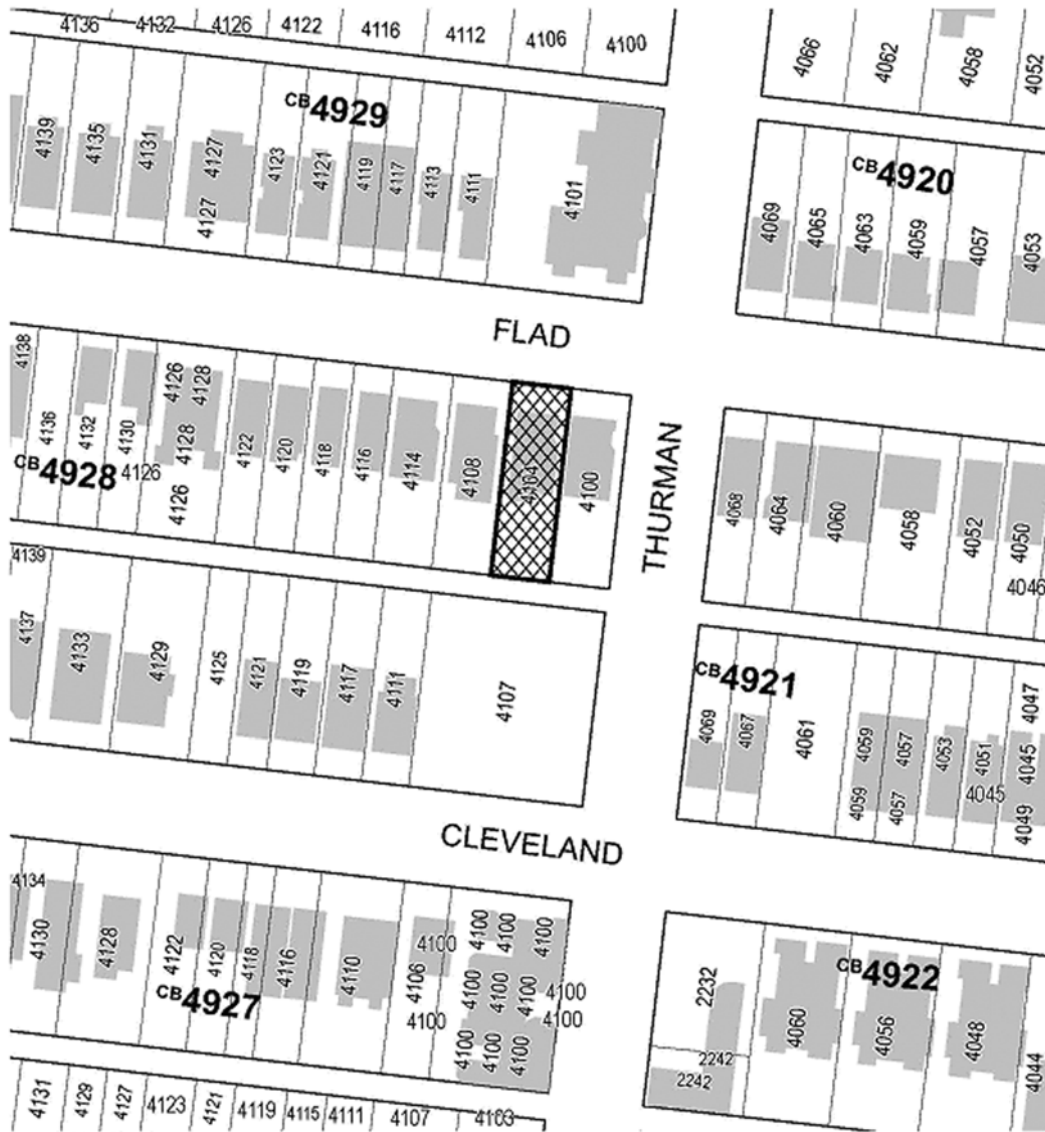 4136 4132 4126 4122 4116 4112 4106 4100
4066 4062 4058 4052
CB4929
4139 4135 4131 4127 4123 4121 4119 4117 4113 4111 4101
4127
CB4920
4069 4065 4063 4059 4057 4053
FLAD
4138 4136 4132 4130 4126 4128 4122 4120 4118 4116 4114 4108 4104 4100
4128
4126
4126
CB4928
THURMAN
4068 4064 4060 4058 4052 4050
4046
4139
4137 4133 4129 4125 4121 4119 4117 4111 4107
CB4921
4069 4067 4061 4059 4057 4053 4051 4045 4047
4059 4057 4045 4049
CLEVELAND
4134
4130 4128 4122 4120 4118 4116 4110 4106 4100 4100 4100 4100
4100 4100 4100 4100
4100 4100
4100 4100 4100
CB4927
CB4922
2232 4060 4056 4048 4044
2242
2242
4131 4129 4127 4123 4121 4119 4115 4111 4107 4103